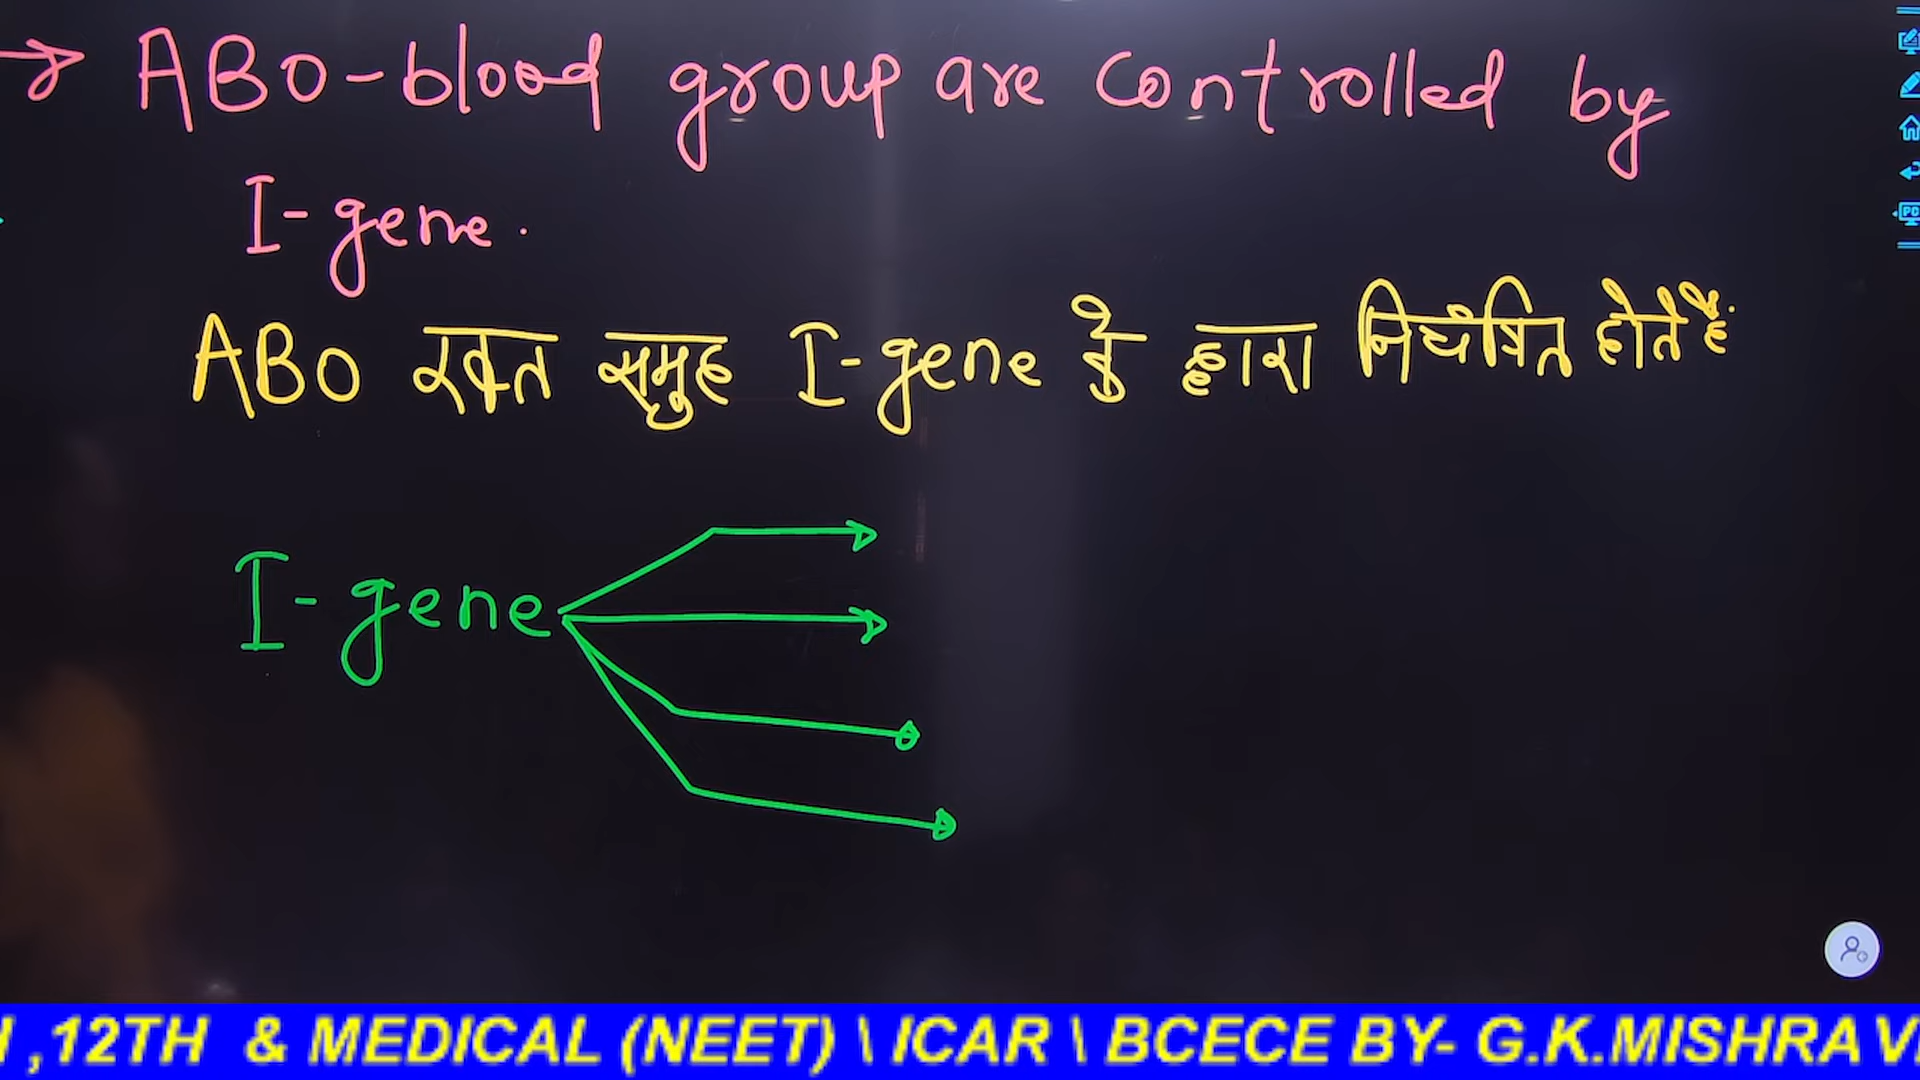 → ABO-blood group are controlled by
I-gene.
ABO रक्त समुह I-gene के द्वारा नियंत्रित होते हैं.
I-gene
,12TH & MEDICAL (NEET) \ ICAR \ BCECE BY- G.K.MISHRA